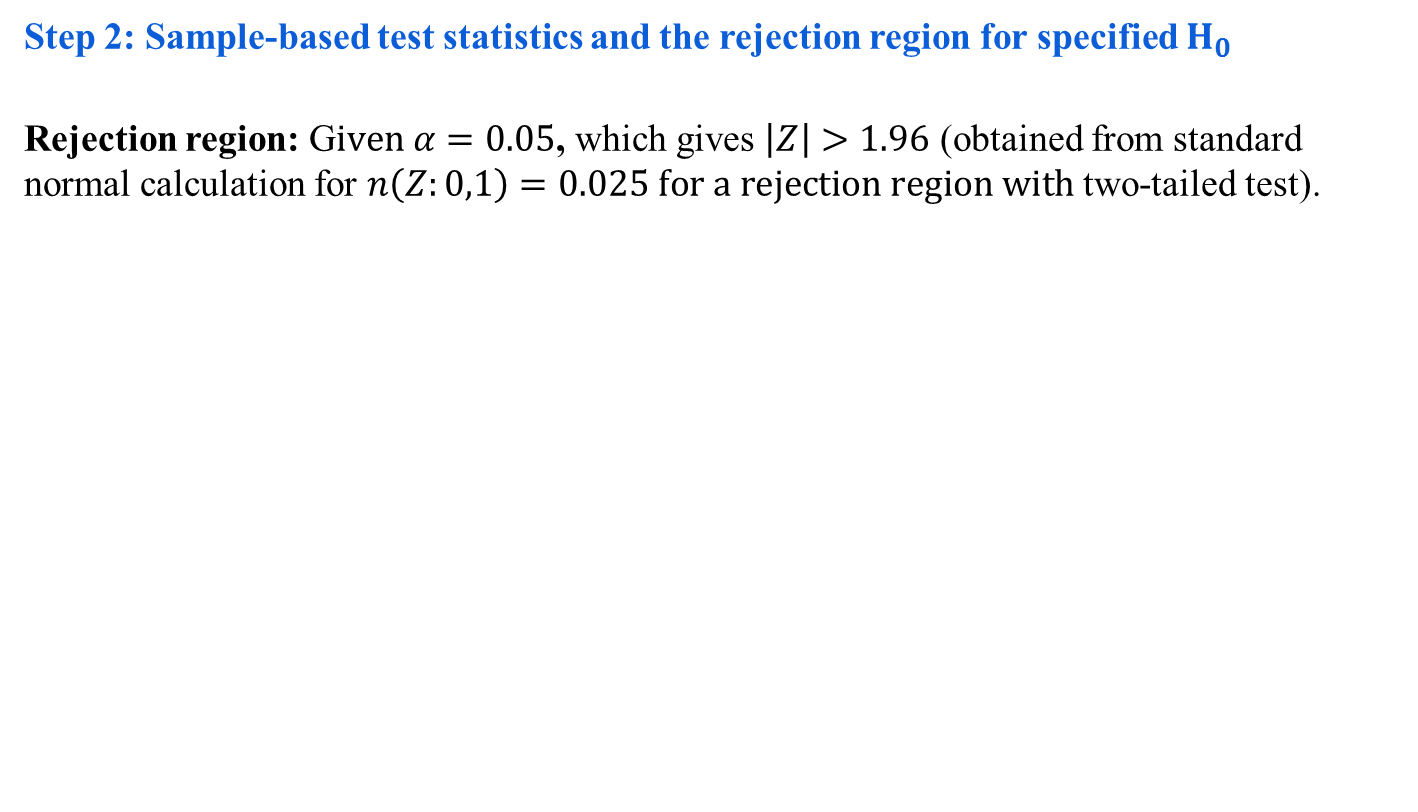 Step 2: Sample-based test statistics and the rejection region for specified H₀
Rejection region: Given α = 0.05, which gives |Z| > 1.96 (obtained from standard
normal calculation for n(Z: 0,1) = 0.025 for a rejection region with two-tailed test).